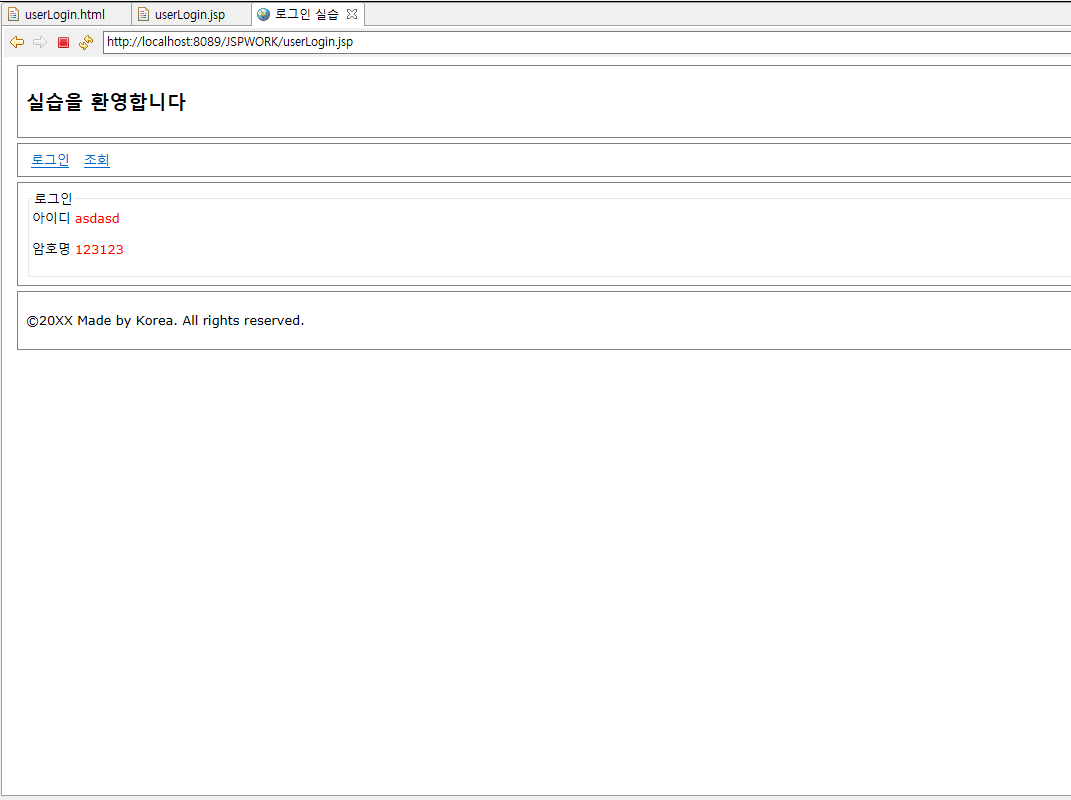 userLogin.html userLogin.jsp 로그인 실습
http://localhost:8089/JSPWORK/userLogin.jsp
실습을 환영합니다
로그인 조회
로그인
아이디 asdasd
암호명 123123
©20XX Made by Korea. All rights reserved.